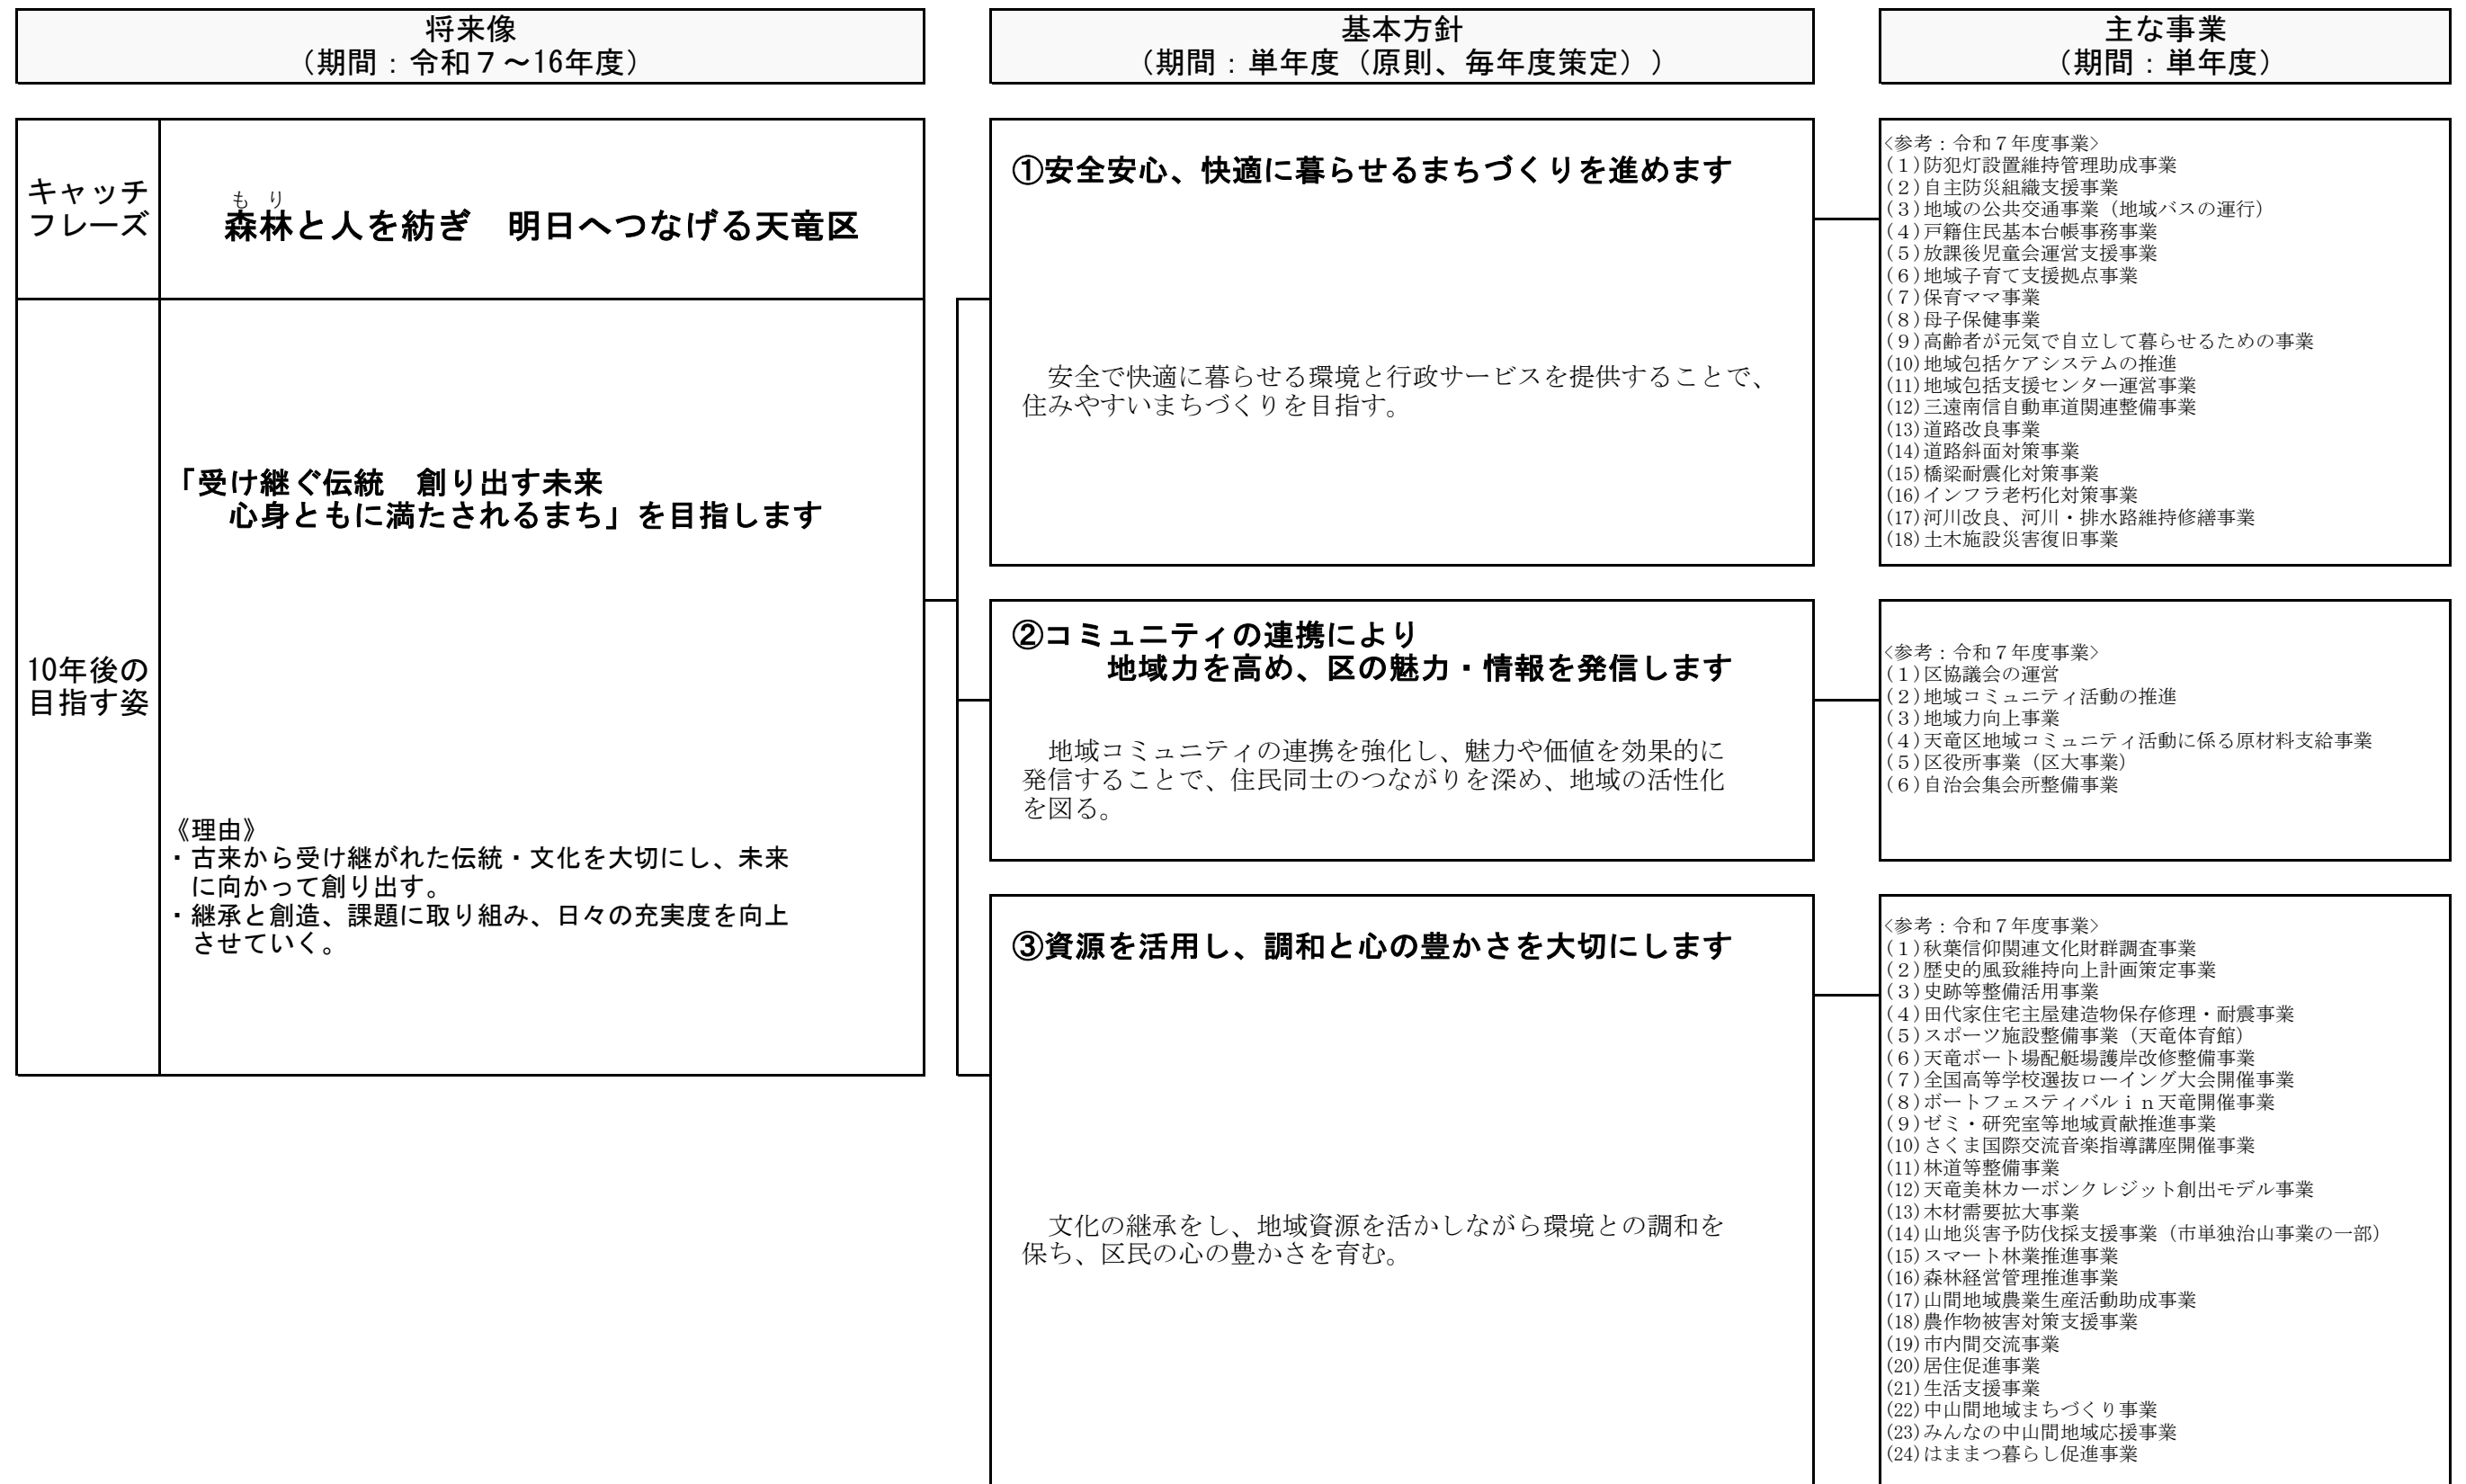 将来像
（期間：令和７～16年度）
基本方針
（期間：単年度（原則、毎年度策定））
主な事業
（期間：単年度）
キャッチ
フレーズ
もり
森林と人を紡ぎ　明日へつなげる天竜区
10年後の
目指す姿
「受け継ぐ伝統　創り出す未来
心身ともに満たされるまち」を目指します
《理由》
・古来から受け継がれた伝統・文化を大切にし、未来
に向かって創り出す。
・継承と創造、課題に取り組み、日々の充実度を向上
させていく。
①安全安心、快適に暮らせるまちづくりを進めます
安全で快適に暮らせる環境と行政サービスを提供することで、
住みやすいまちづくりを目指す。
<参考：令和７年度事業>
(１)防犯灯設置維持管理助成事業
(２)自主防災組織支援事業
(３)地域の公共交通事業（地域バスの運行）
(４)戸籍住民基本台帳事務事業
(５)放課後児童会運営支援事業
(６)地域子育て支援拠点事業
(７)保育ママ事業
(８)母子保健事業
(９)高齢者が元気で自立して暮らせるための事業
(10)地域包括ケアシステムの推進
(11)地域包括支援センター運営事業
(12)三遠南信自動車道関連整備事業
(13)道路改良事業
(14)道路斜面対策事業
(15)橋梁耐震化対策事業
(16)インフラ老朽化対策事業
(17)河川改良、河川・排水路維持修繕事業
(18)土木施設災害復旧事業
②コミュニティの連携により
地域力を高め、区の魅力・情報を発信します
地域コミュニティの連携を強化し、魅力や価値を効果的に
発信することで、住民同士のつながりを深め、地域の活性化
を図る。
<参考：令和７年度事業>
(１)区協議会の運営
(２)地域コミュニティ活動の推進
(３)地域力向上事業
(４)天竜区地域コミュニティ活動に係る原材料支給事業
(５)区役所事業（区大事業）
(６)自治会集会所整備事業
③資源を活用し、調和と心の豊かさを大切にします
文化の継承をし、地域資源を活かしながら環境との調和を
保ち、区民の心の豊かさを育む。
<参考：令和７年度事業>
(１)秋葉信仰関連文化財群調査事業
(２)歴史的風致維持向上計画策定事業
(３)史跡等整備活用事業
(４)田代家住宅主屋建造物保存修理・耐震事業
(５)スポーツ施設整備事業（天竜体育館）
(６)天竜ボート場配艇場護岸改修整備事業
(７)全国高等学校選抜ローイング大会開催事業
(８)ボートフェスティバルｉｎ天竜開催事業
(９)ゼミ・研究室等地域貢献推進事業
(10)さくま国際交流音楽指導講座開催事業
(11)林道等整備事業
(12)天竜美林カーボンクレジット創出モデル事業
(13)木材需要拡大事業
(14)山地災害予防伐採支援事業（市単独治山事業の一部）
(15)スマート林業推進事業
(16)森林経営管理推進事業
(17)山間地域農業生産活動助成事業
(18)農作物被害対策支援事業
(19)市内間交流事業
(20)居住促進事業
(21)生活支援事業
(22)中山間地域まちづくり事業
(23)みんなの中山間地域応援事業
(24)はままつ暮らし促進事業